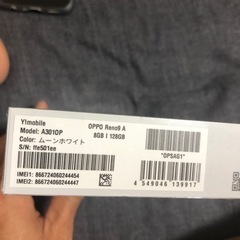 Y!mobile
Model: A301OP
Color: ムーンホワイト
S/N: ffe501ee
OPPO Reno9 A
8GB | 128GB
*OPSAG1*
IMEI1: 866724060244454
IMEI2: 866724060244447
4 549046 139917